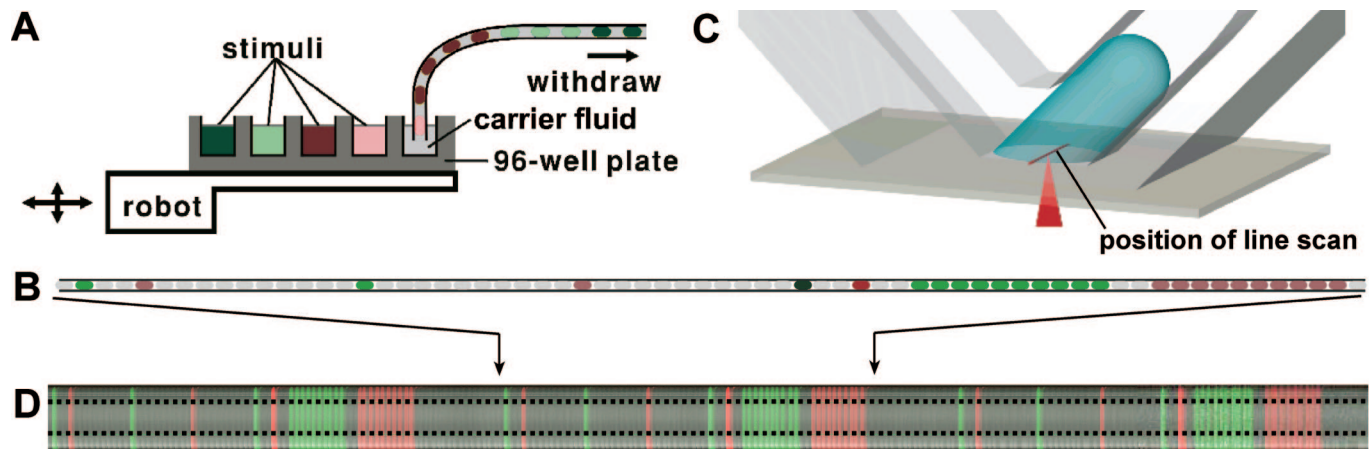 A
stimuli
withdraw
carrier fluid
96-well plate
robot
C
position of line scan
B
D